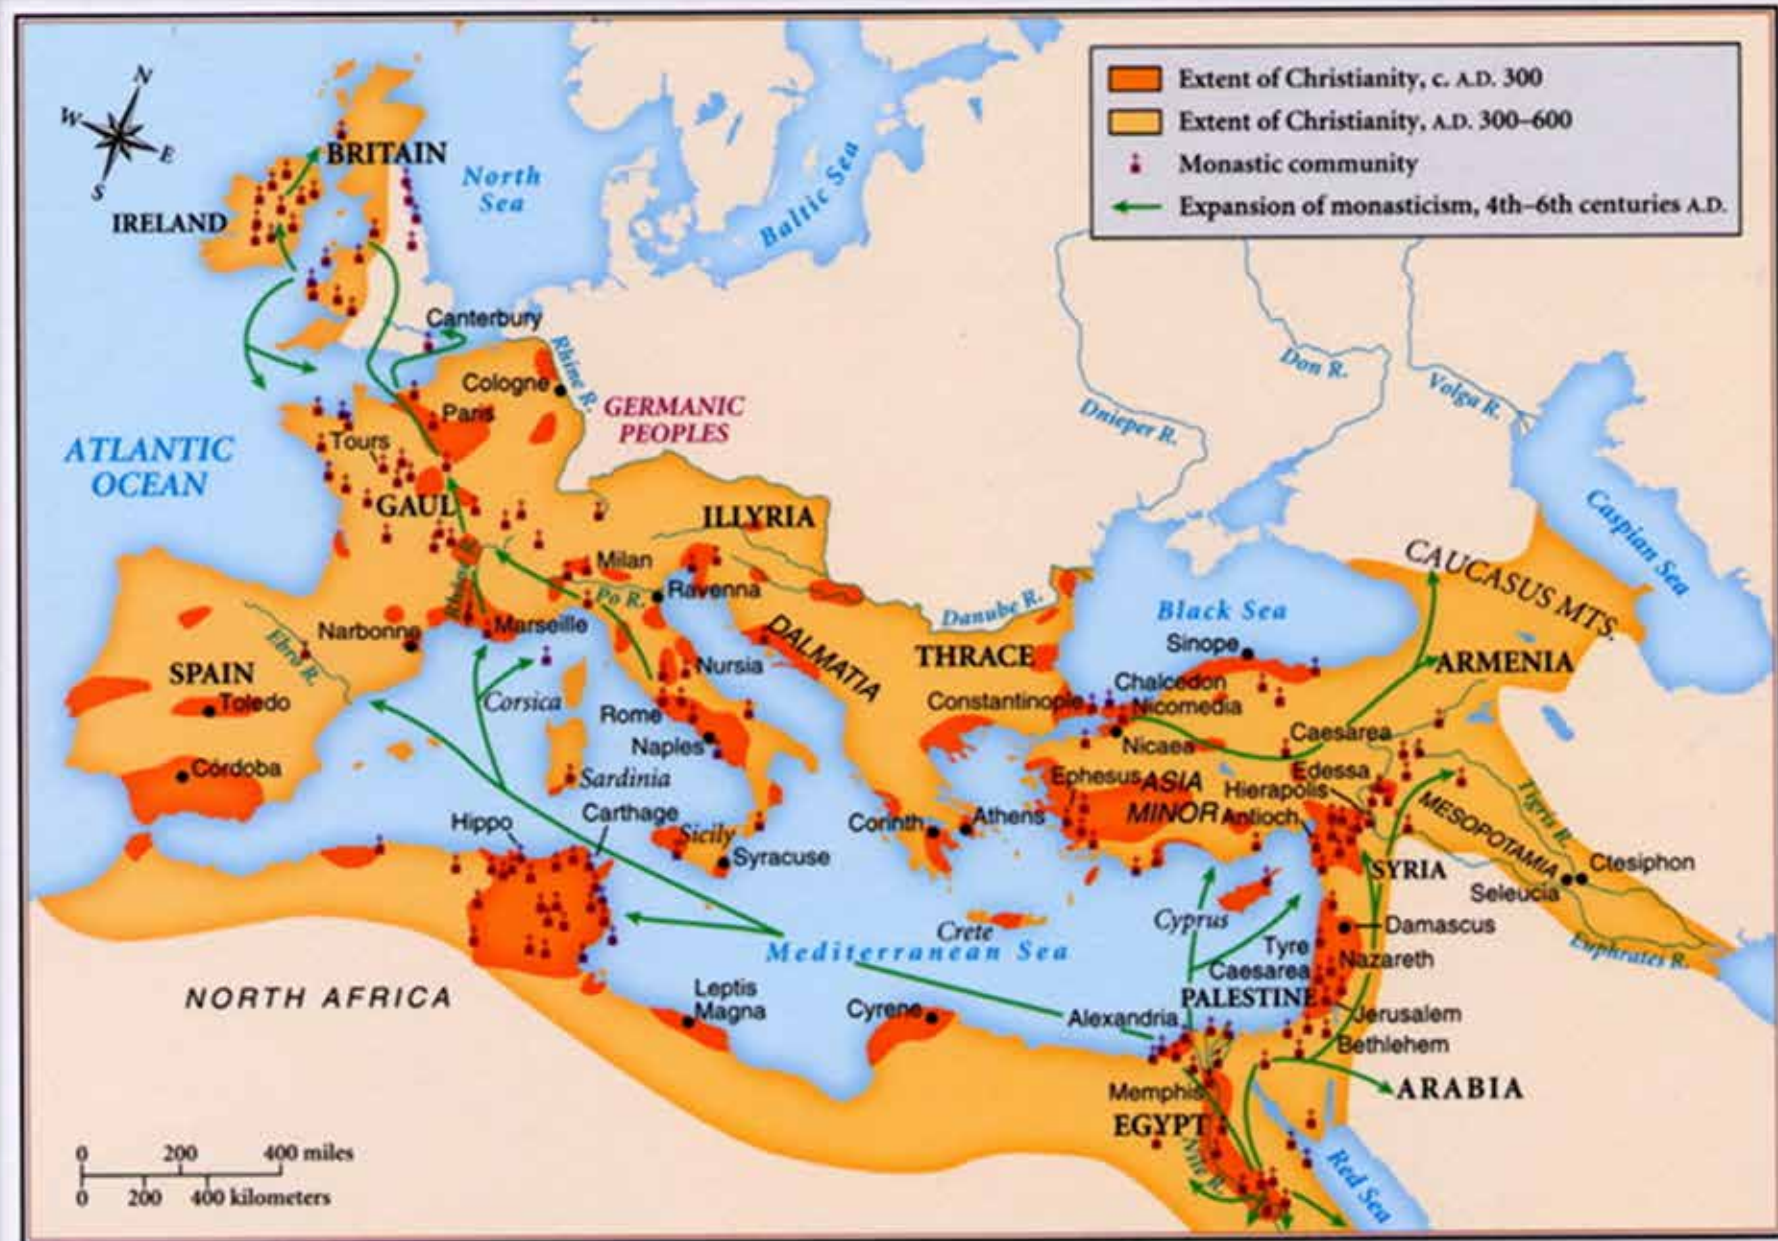 Extent of Christianity, c. A.D. 300
Extent of Christianity, A.D. 300–600
Monastic community
Expansion of monasticism, 4th–6th centuries A.D.
N
W
E
S
BRITAIN
IRELAND
North
Sea
Baltic Sea
Canterbury
Cologne
Rhine R.
GERMANIC
PEOPLES
Paris
Tours
ATLANTIC
OCEAN
GAUL
Don R.
Dnieper R.
Volga R.
Caspian Sea
ILLYRIA
CAUCASUS MTS.
Milan
Ravenna
Po R.
Rhone R.
Danube R.
Black Sea
Sinope
Narbonne
Marseille
Ebro R.
SPAIN
Toledo
Córdoba
Corsica
Nursia
DALMATIA
THRACE
ARMENIA
Constantinople
Chalcedon
Nicomedia
Nicaea
Caesarea
Rome
Naples
Sardinia
Ephesus
ASIA
MINOR
Edessa
Hierapolis
Antioch
MESOPOTAMIA
Tigris R.
Hippo
Carthage
Sicily
Syracuse
Corinth
Athens
SYRIA
Ctesiphon
Seleucia
Euphrates R.
Crete
Cyprus
Damascus
Mediterranean Sea
Tyre
Nazareth
Caesarea
PALESTINE
NORTH AFRICA
Leptis
Magna
Cyrene
Alexandria
Jerusalem
Bethlehem
Memphis
EGYPT
ARABIA
Nile R.
Red Sea
0 200 400 miles
0 200 400 kilometers